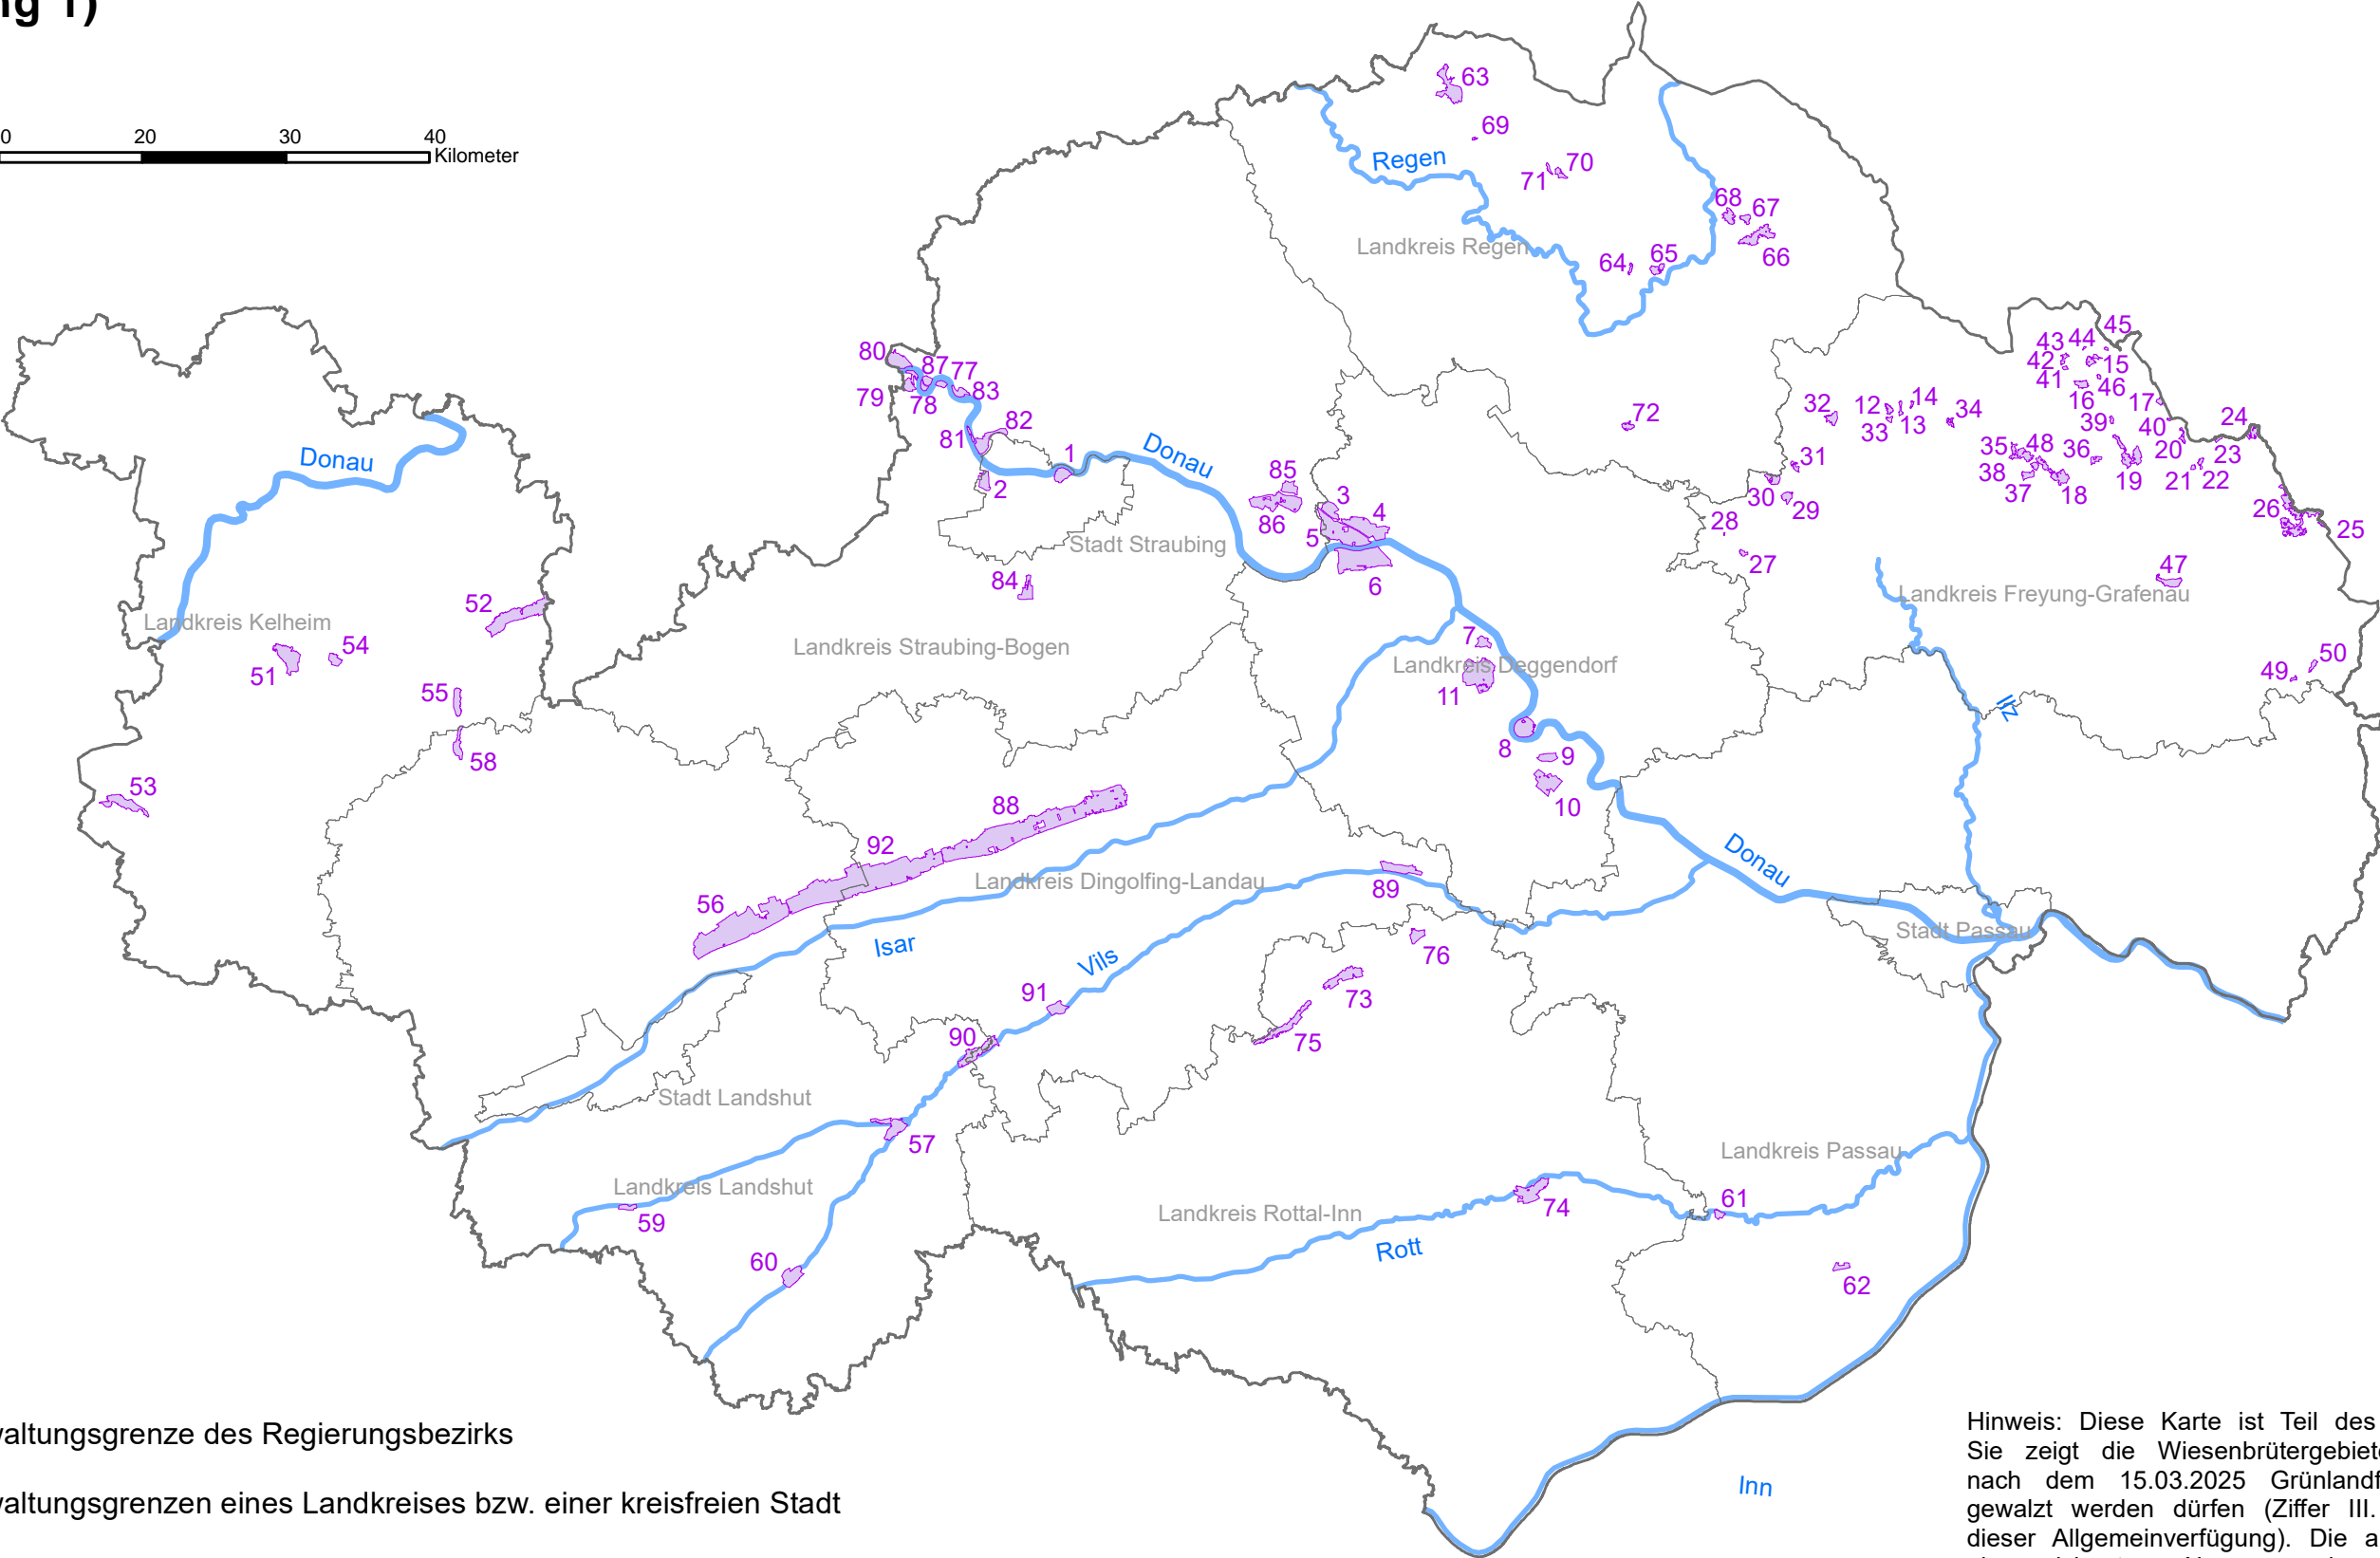 ng 1)
0 20 30 40
Kilometer
63
69
Regen
70
71
68
67
Landkreis Regen
66
64
65
45
43 44
42
15
41
46
16
80
87 77
79
78
83
32
12
14
34
33
13
39
17
40
24
72
82
81
1
Donau
Donau
35 48 36
20
23
38
37
18
19
21 22
31
30
29
2
85
3
86
4
5
28
26
25
Stadt Straubing
27
47
84
6
52
Landkreis Freyung-Grafenau
Landkreis Kelheim
54
51
Landkreis Straubing-Bogen
7
Landkreis Deggendorf
11
50
49
55
Ilz
58
8
9
53
88
10
92
Donau
Landkreis Dingolfing-Landau
89
56
Isar
Stadt Passau
76
Vils
73
91
90
75
Stadt Landshut
57
Landkreis Passau
Landkreis Landshut
59
74
61
Landkreis Rottal-Inn
Rott
60
62
valtungsgrenze des Regierungsbezirks
Hinweis: Diese Karte ist Teil des
Sie zeigt die Wiesenbrütergebiet
nach dem 15.03.2025 Grünlandf
gewalzt werden dürfen (Ziffer III.
dieser Allgemeinverfügung). Die a
Inn
valtungsgrenzen eines Landkreises bzw. einer kreisfreien Stadt